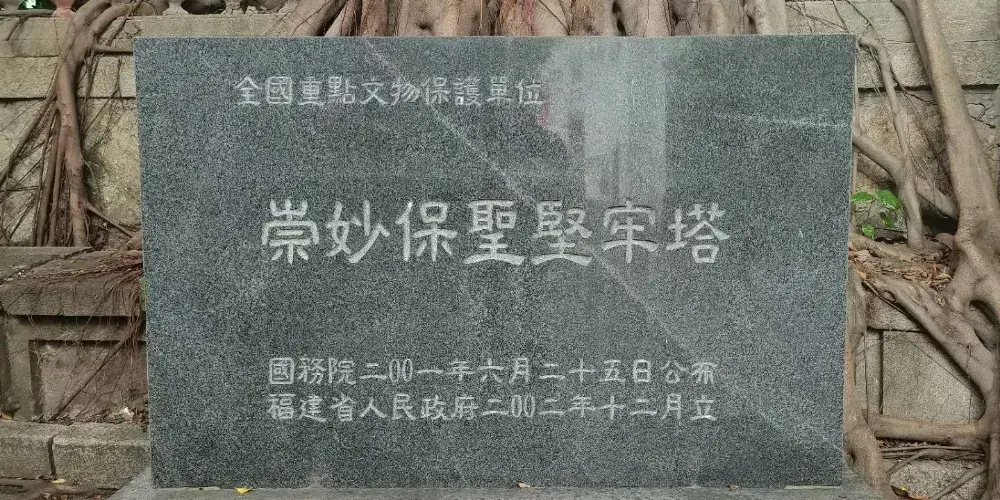 全國重點文物保護單位
崇妙保聖堅牢塔
國務院二00一年六月二十五日公布
福建省人民政府二00二年十二月立